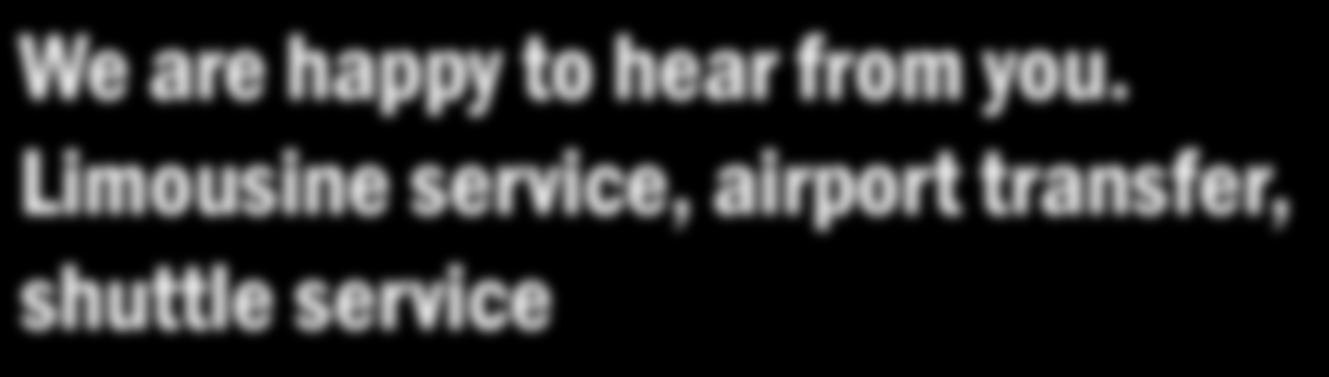 We are happy to hear from you.
Limousine service, airport transfer,
shuttle service